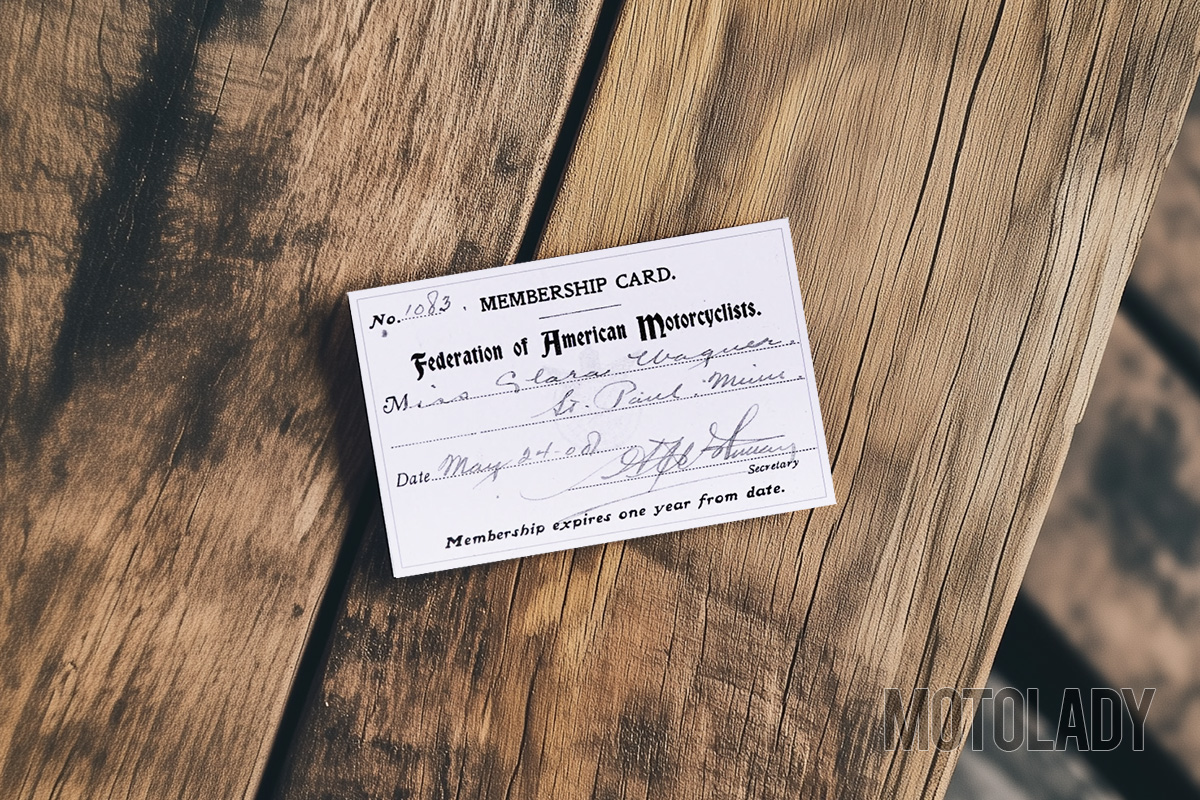 No. 1083. MEMBERSHIP CARD.
Federation of American Motorcyclists.
Miss Clara Wagner
St. Paul. Minn.
Date May 24-08
Secretary
Membership expires one year from date.
MOTOLADY